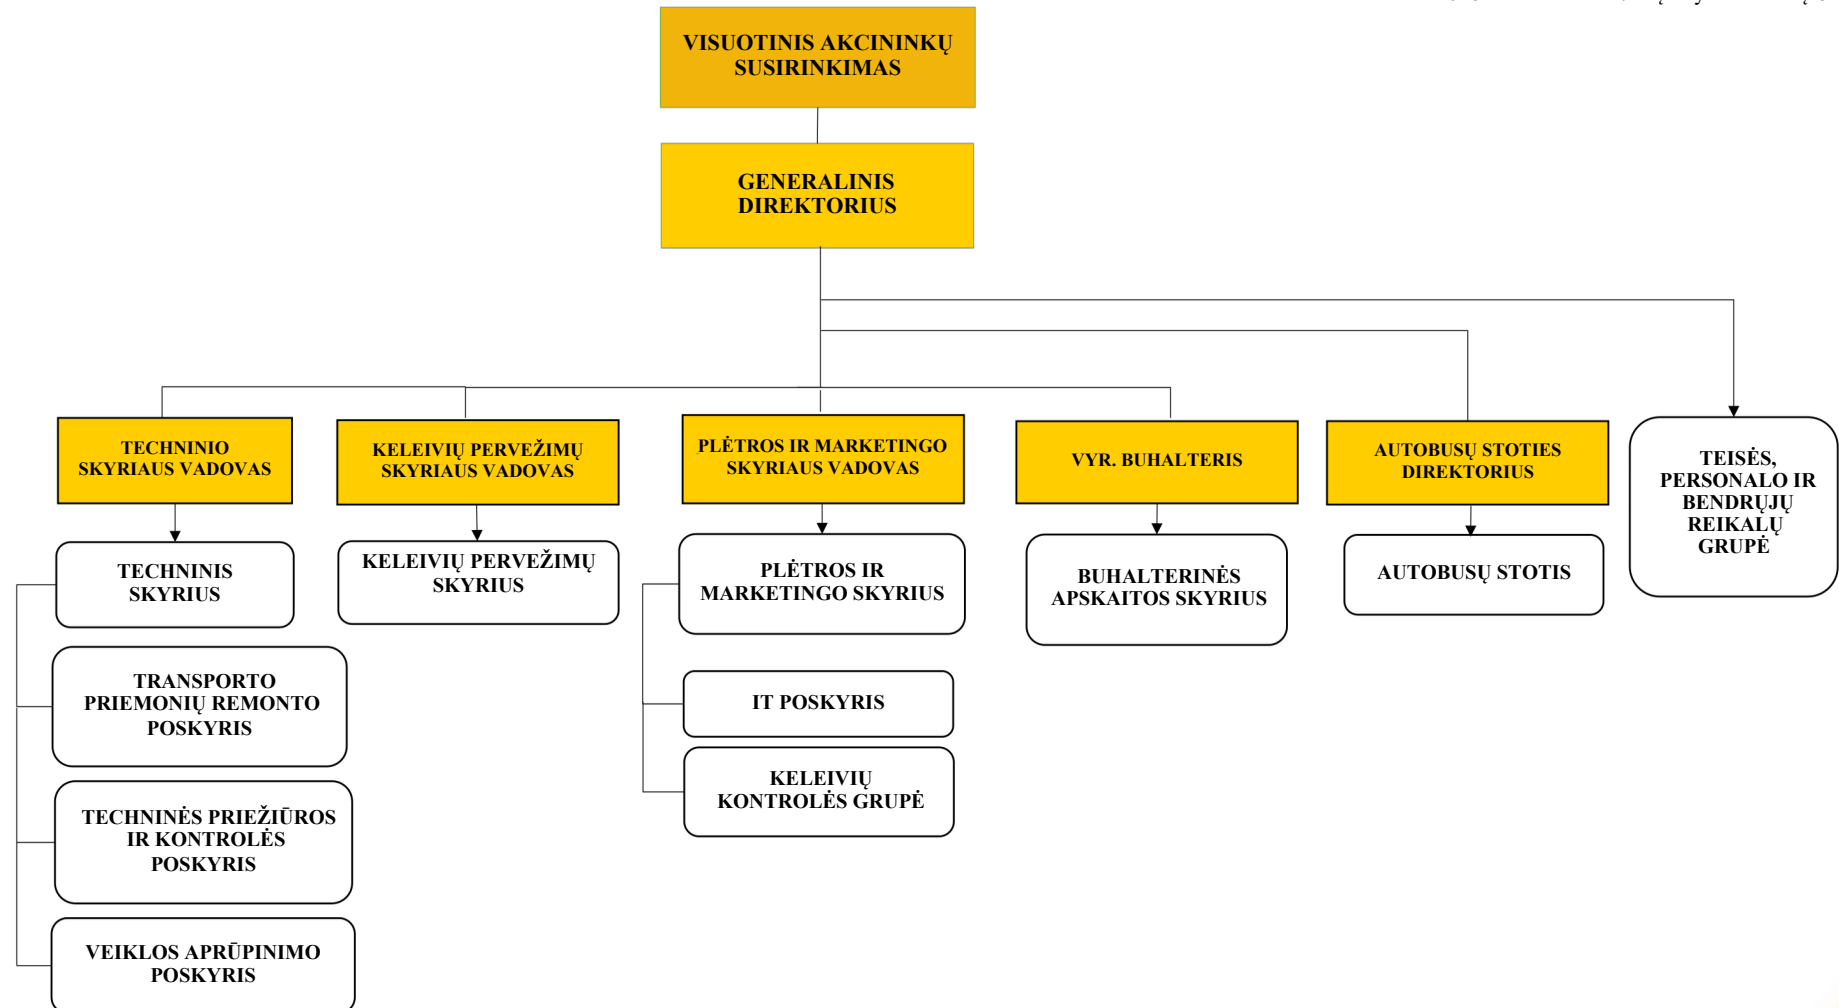 VISUOTINIS AKCININKŲ
SUSIRINKIMAS
GENERALINIS
DIREKTORIUS
TECHNINIO
SKYRIAUS VADOVAS
KELEIVIŲ PERVEŽIMŲ
SKYRIAUS VADOVAS
PLĖTROS IR MARKETINGO
SKYRIAUS VADOVAS
VYR. BUHALTERIS
AUTOBUSŲ STOTIES
DIREKTORIUS
TEISĖS,
PERSONALO IR
BENDRŲJŲ
REIKALŲ
GRUPĖ
TECHNINIS
SKYRIUS
KELEIVIŲ PERVEŽIMŲ
SKYRIUS
PLĖTROS IR
MARKETINGO SKYRIUS
BUHALTERINĖS
APSKAITOS SKYRIUS
AUTOBUSŲ STOTIS
TRANSPORTO
PRIEMONIŲ REMONTO
POSKYRIS
IT POSKYRIS
KELEIVIŲ
KONTROLĖS GRUPĖ
TECHNINĖS PRIEŽIŪROS
IR KONTROLĖS
POSKYRIS
VEIKLOS APRŪPINIMO
POSKYRIS